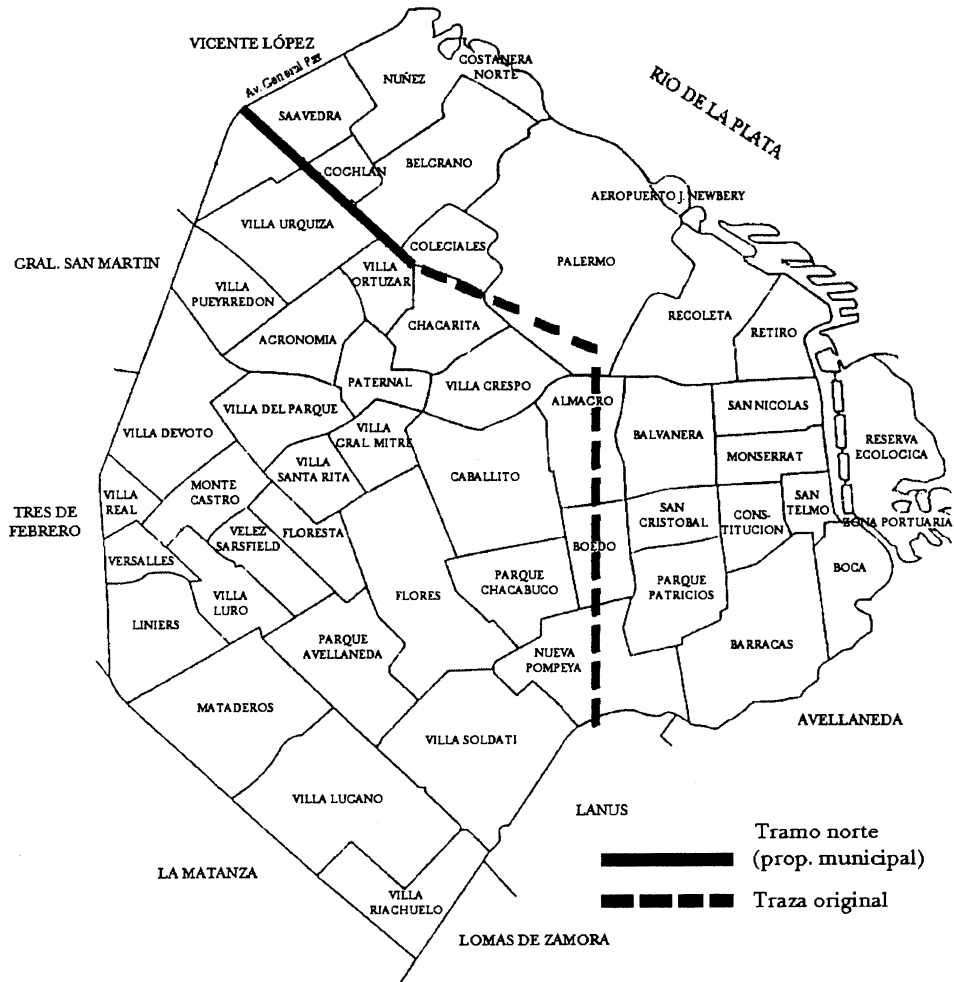 VICENTE LÓPEZ
Av. General Paz
NUÑEZ
COSTANERA
NORTE
RIO DE LA PLATA
SAAVEDRA
COGHLAN
BELGRANO
AEROPUERTO J. NEWBERY
VILLA URQUIZA
COLEGIALES
PALERMO
GRAL. SAN MARTIN
VILLA
ORTUZAR
VILLA
PUEYRREDON
CHACARITA
RECOLETA
RETIRO
AGRONOMIA
PATERNAL
VILLA CRESPO
ALMAGRO
SAN NICOLAS
VILLA DEL PARQUE
VILLA
GRAL. MITRE
BALVANERA
RESERVA
ECOLOGICA
VILLA DEVOTO
MONSERRAT
VILLA
SANTA RITA
CABALLITO
VILLA
REAL
MONTE
CASTRO
SAN
TELMO
TRES DE
FEBRERO
SAN
CRISTOBAL
CONS-
TITUCION
ZONA PORTUARIA
VELEZ
SARSFIELD
FLORESTA
BOEDO
VERSALLES
PARQUE
CHACABUCO
BOCA
VILLA
LURO
FLORES
PARQUE
PATRICIOS
LINIERS
PARQUE
AVELLANEDA
NUEVA
POMPEYA
BARRACAS
MATADEROS
AVELLANEDA
VILLA SOLDATI
VILLA LUGANO
LANUS
Tramo norte
(prop. municipal)
LA MATANZA
VILLA
RIACHUELO
Traza original
LOMAS DE ZAMORA